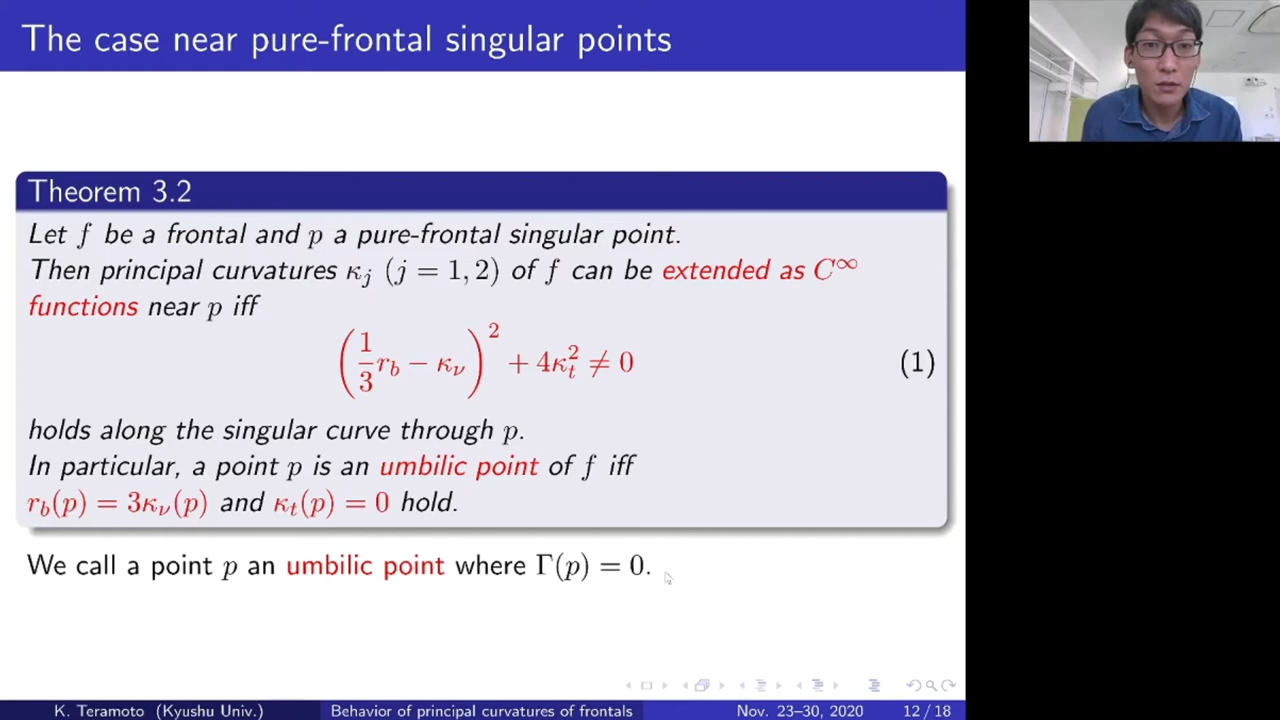 The case near pure-frontal singular points
Theorem 3.2
Let f be a frontal and p a pure-frontal singular point.
Then principal curvatures κ_j (j = 1, 2) of f can be extended as C^∞
functions near p iff
(1/3 r_b − κ_ν)^2 + 4κ_t^2 ≠ 0 (1)
holds along the singular curve through p.
In particular, a point p is an umbilic point of f iff
r_b(p) = 3κ_ν(p) and κ_t(p) = 0 hold.
We call a point p an umbilic point where Γ(p) = 0.
K. Teramoto (Kyushu Univ.) Behavior of principal curvatures of frontals Nov. 23–30, 2020 12 / 18